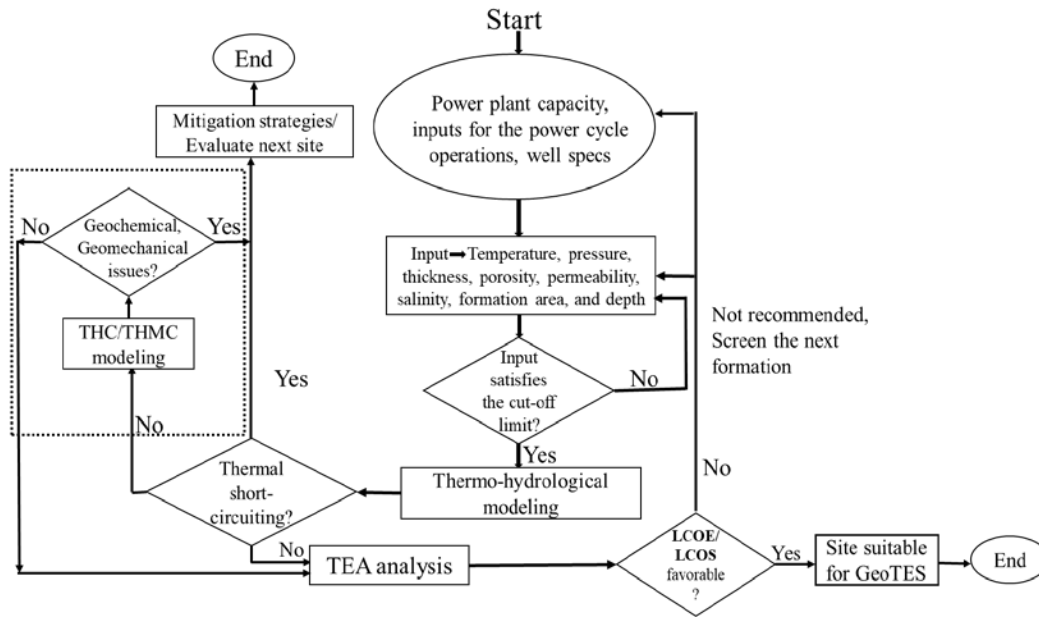 Start
End
Power plant capacity,
inputs for the power cycle
operations, well specs
Mitigation strategies/
Evaluate next site
No
Geochemical,
Geomechanical
issues?
Yes
Input➡Temperature, pressure,
thickness, porosity, permeability,
salinity, formation area, and depth
THC/THMC
modeling
Not recommended,
Screen the next
formation
Input
satisfies
the cut-off
limit?
No
Yes
No
Yes
Thermal
short-
circuiting?
Thermo-hydrological
modeling
No
No
TEA analysis
LCOE/
LCOS
favorable
?
Yes
Site suitable
for GeoTES
End